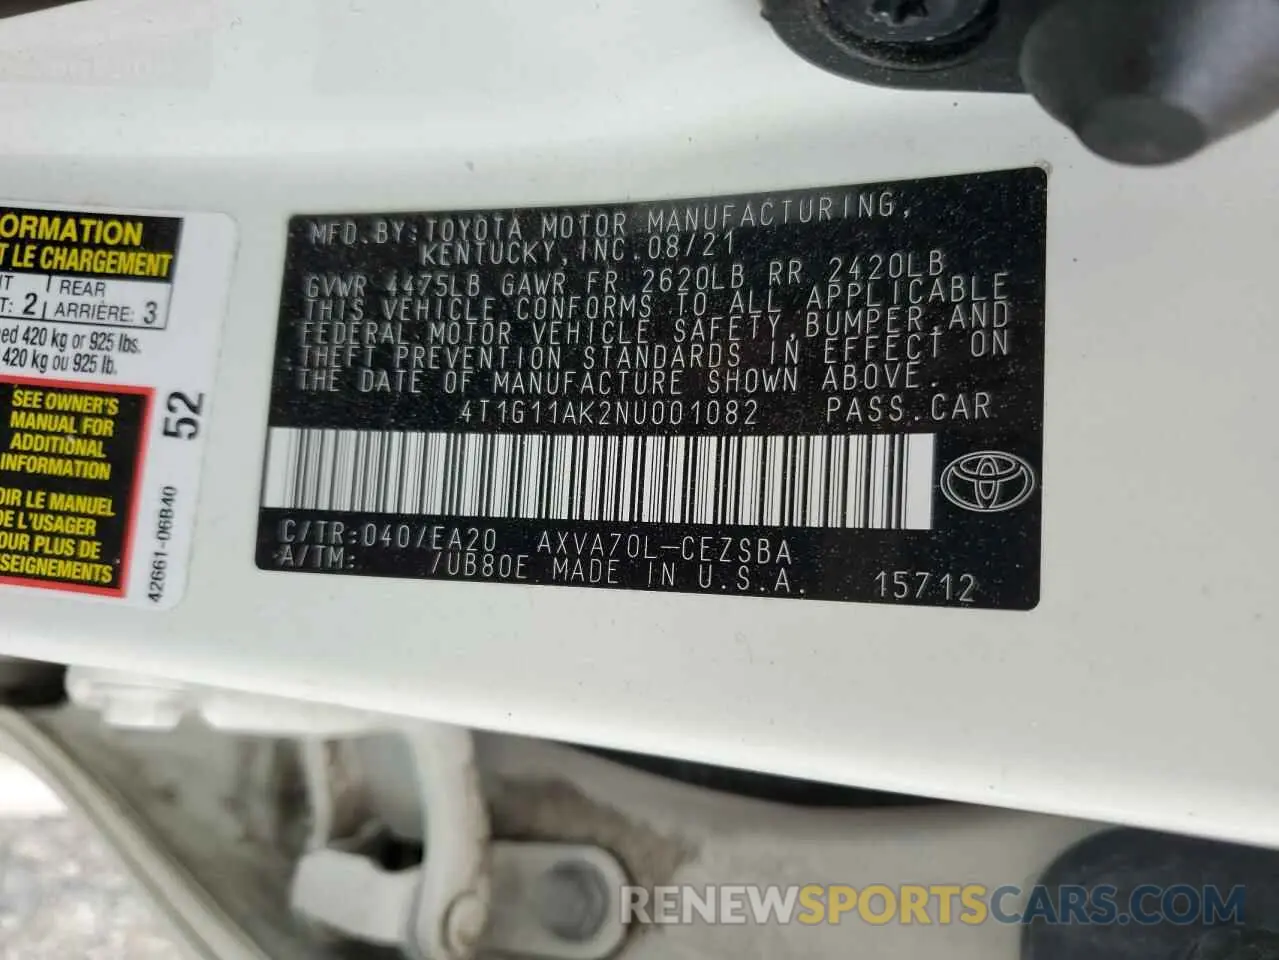 ORMATION
T LE CHARGEMENT
NT REAR
T: 2 ARRIÈRE: 3
ed 420 kg or 925 lbs.
420 kg ou 925 lb.
SEE OWNER'S
MANUAL FOR
ADDITIONAL
INFORMATION
OIR LE MANUEL
DE L'USAGER
OUR PLUS DE
SEIGNEMENTS
52
42661-06B40
MFD. BY: TOYOTA MOTOR MANUFACTURING,
KENTUCKY, INC. 08/21
GVWR 4475LB GAWR FR 2620LB RR 2420LB
THIS VEHICLE CONFORMS TO ALL APPLICABLE
FEDERAL MOTOR VEHICLE SAFETY, BUMPER, AND
THEFT PREVENTION STANDARDS IN EFFECT ON
THE DATE OF MANUFACTURE SHOWN ABOVE.
4T1G11AK2NU001082 PASS. CAR
C/TR: 040/EA20 AXVA70L-CEZSBA
A/TM: /UB80E MADE IN U.S.A. 15712
RENEWSPORTSCARS.COM